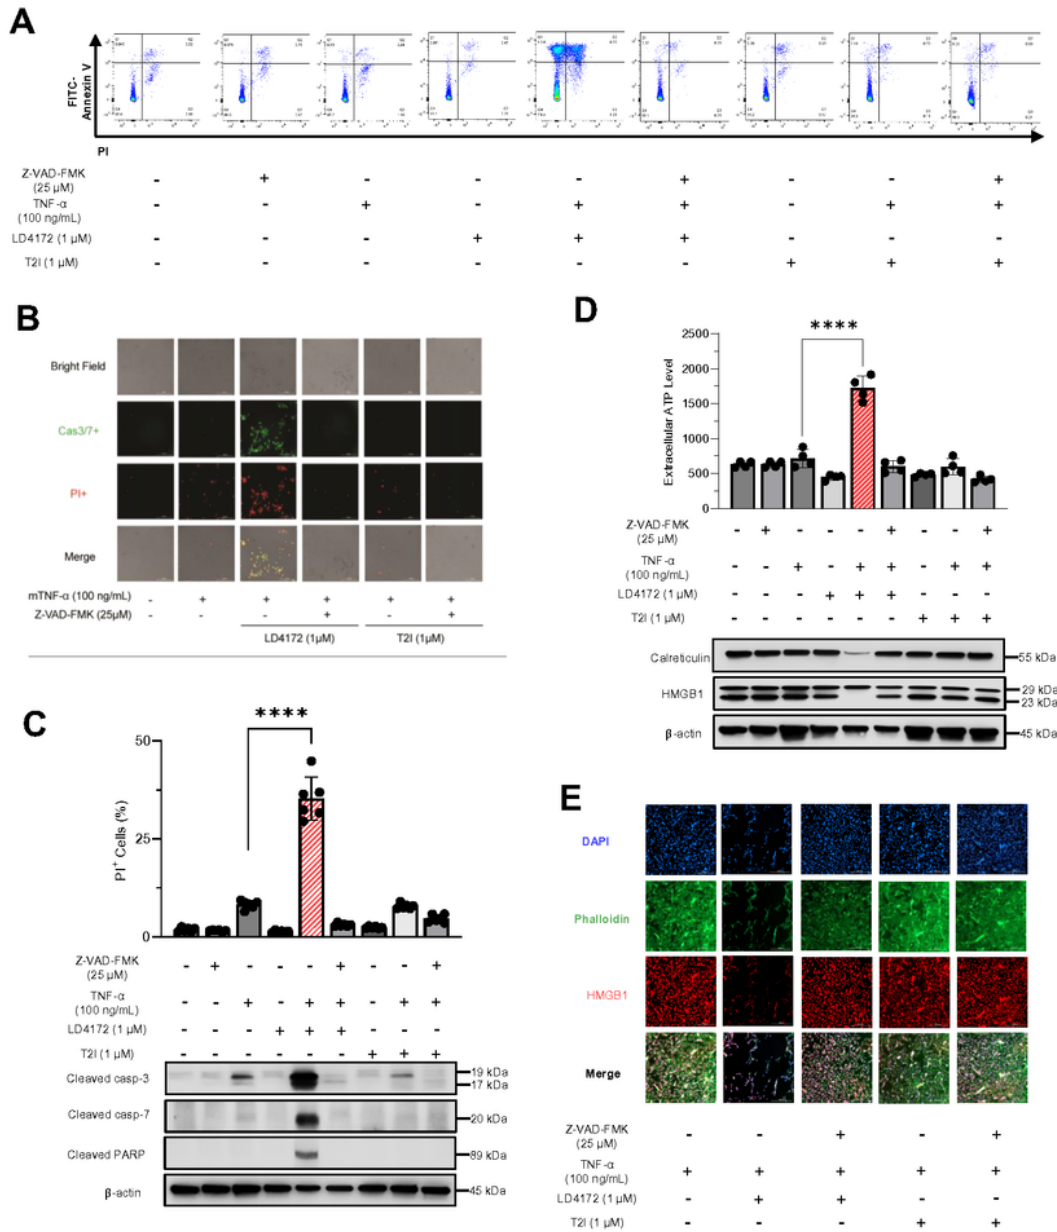 A
FITC-
Annexin V
PI
Z-VAD-FMK
(25 µM)
- + - - - + - - +
TNF-α
(100 ng/mL)
- - + - + + - + +
LD4172 (1 µM)
- - - + + + - - -
T2I (1 µM)
- - - - - - + + +
B
Bright Field
Cas3/7+
PI+
Merge
mTNF-α (100 ng/mL) - + + + + +
Z-VAD-FMK (25µM) - - - + - +
LD4172 (1µM) T2I (1µM)
C
****
50
25
0
PI+ Cells (%)
Z-VAD-FMK
(25 µM)
- + - - - + - - +
TNF-α
(100 ng/mL)
- - + - + + - + +
LD4172 (1 µM) - - - + + + - - -
T2I (1 µM) - - - - - - + + +
Cleaved casp-3
19 kDa
17 kDa
Cleaved casp-7 20 kDa
Cleaved PARP 89 kDa
β-actin 45 kDa
D
****
2500
2000
1500
1000
500
0
Extracellular ATP Level
Z-VAD-FMK
(25 µM)
- + - - - + - - +
TNF-α
(100 ng/mL)
- - + - + + - + +
LD4172 (1 µM) - - - + + + - - -
T2I (1 µM) - - - - - - + + +
Calreticulin 55 kDa
HMGB1
29 kDa
23 kDa
β-actin 45 kDa
E
DAPI
Phalloidin
HMGB1
Merge
Z-VAD-FMK
(25 µM)
- - + - +
TNF-α
(100 ng/mL)
+ + + + +
LD4172 (1 µM) - + + - -
T2I (1 µM) - - - + +